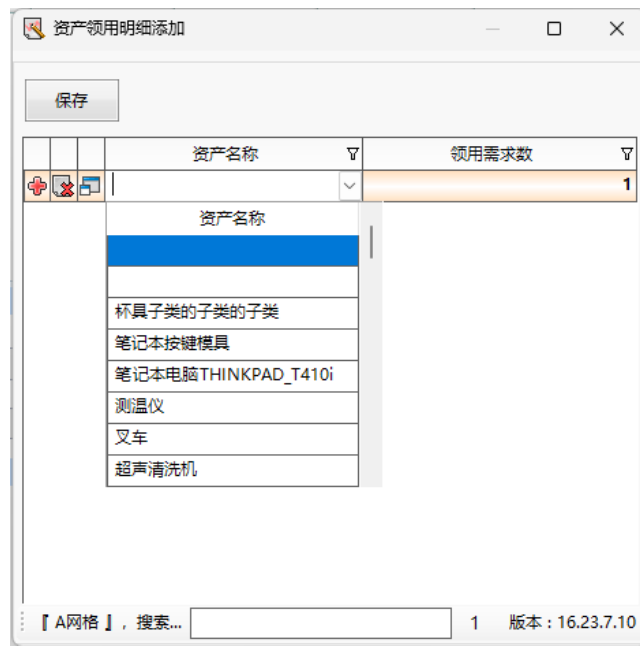 资产领用明细添加
保存
资产名称 领用需求数
1
资产名称
杯具子类的子类的子类
笔记本按键模具
笔记本电脑THINKPAD_T410i
测温仪
叉车
超声清洗机
『 A网格 』, 搜索... 1 版本：16.23.7.10